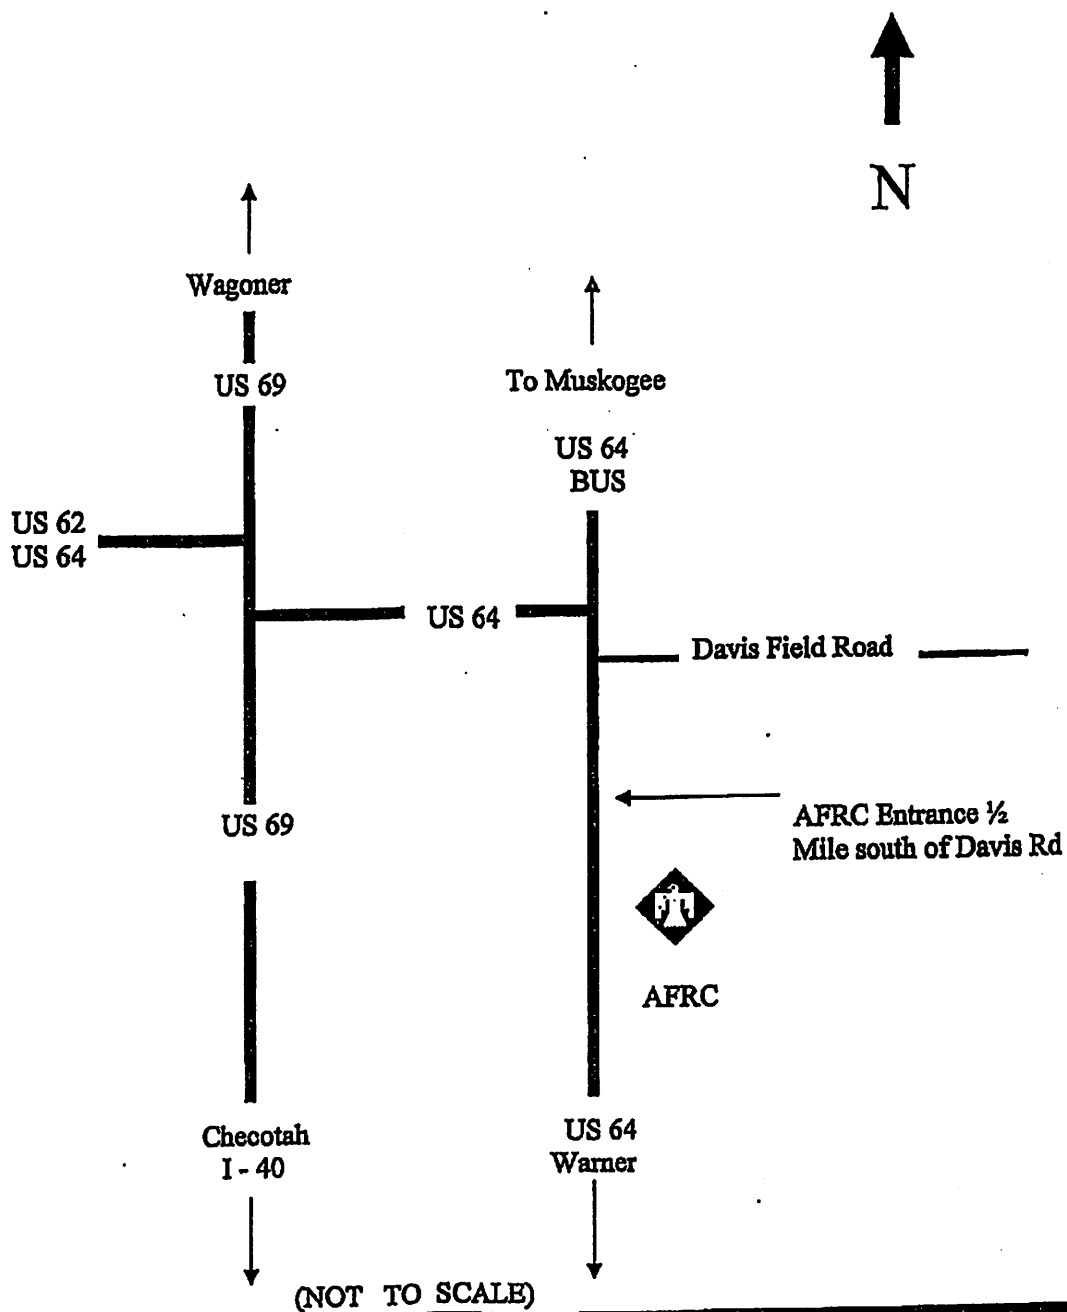 N
Wagoner
US 69
To Muskogee
US 64
BUS
US 62
US 64
US 64
Davis Field Road
US 69
AFRC Entrance ½
Mile south of Davis Rd
AFRC
Checotah
I - 40
US 64
Warner
(NOT TO SCALE)